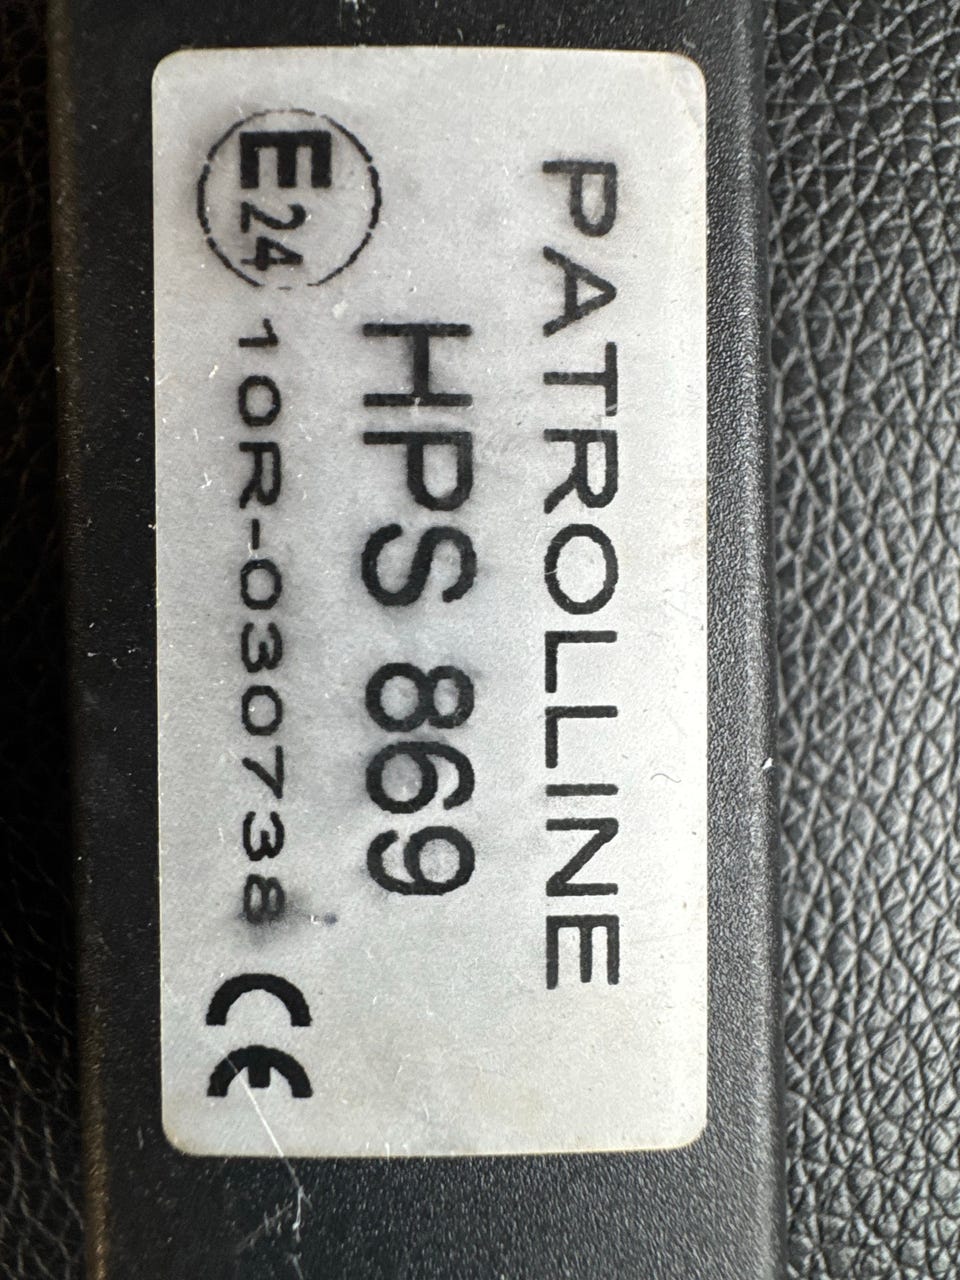 PATROLLINE
HPS 869
E24 10R-030738 CE